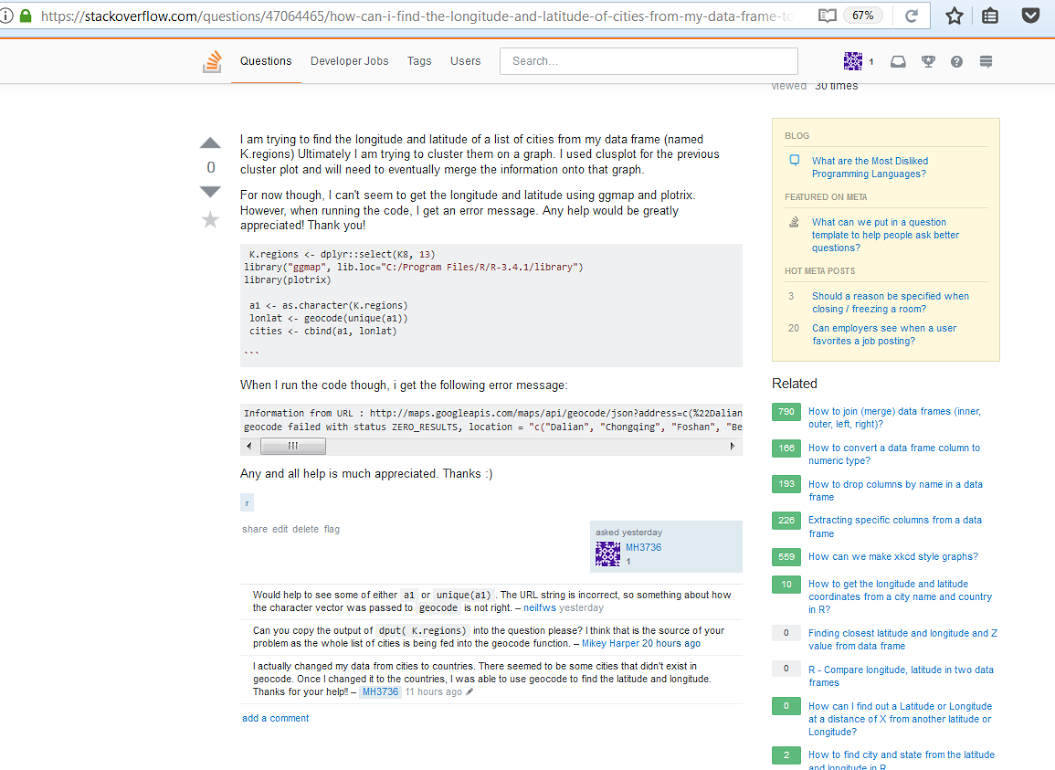 https://stackoverflow.com/questions/47064465/how-can-i-find-the-longitude-and-latitude-of-cities-from-my-data-frame-to
67%
Questions Developer Jobs Tags Users Search... 1
viewed 30 times
I am trying to find the longitude and latitude of a list of cities from my data frame (named
K.regions) Ultimately I am trying to cluster them on a graph. I used clusplot for the previous
cluster plot and will need to eventually merge the information onto that graph.
0
For now though, I can't seem to get the longitude and latitude using ggmap and plotrix.
However, when running the code, I get an error message. Any help would be greatly
appreciated! Thank you!
K.regions <- dplyr::select(K8, 13)
library("ggmap", lib.loc="C:/Program Files/R/R-3.4.1/library")
library(plotrix)
a1 <- as.character(K.regions)
lonlat <- geocode(unique(a1))
cities <- cbind(a1, lonlat)
```
When I run the code though, i get the following error message:
Information from URL : http://maps.googleapis.com/maps/api/geocode/json?address=c(%22Dalian
geocode failed with status ZERO_RESULTS, location = "c("Dalian", "Chongqing", "Foshan", "Be
Any and all help is much appreciated. Thanks :)
r
share edit delete flag
asked yesterday
MH3736
1
Would help to see some of either a1 or unique(a1) . The URL string is incorrect, so something about how
the character vector was passed to geocode is not right. – neilfws yesterday
Can you copy the output of dput( K.regions) into the question please? I think that is the source of your
problem as the whole list of cities is being fed into the geocode function. – Mikey Harper 20 hours ago
I actually changed my data from cities to countries. There seemed to be some cities that didn't exist in
geocode. Once I changed it to the countries, I was able to use geocode to find the latitude and longitude.
Thanks for your help!! – MH3736 11 hours ago
add a comment
BLOG
What are the Most Disliked
Programming Languages?
FEATURED ON META
What can we put in a question
template to help people ask better
questions?
HOT META POSTS
3 Should a reason be specified when
closing / freezing a room?
20 Can employers see when a user
favorites a job posting?
Related
790 How to join (merge) data frames (inner,
outer, left, right)?
166 How to convert a data frame column to
numeric type?
193 How to drop columns by name in a data
frame
226 Extracting specific columns from a data
frame
559 How can we make xkcd style graphs?
10 How to get the longitude and latitude
coordinates from a city name and country
in R?
0 Finding closest latitude and longitude and Z
value from data frame
0 R - Compare longitude, latitude in two data
frames
0 How can I find out a Latitude or Longitude
at a distance of X from another latitude or
Longitude?
2 How to find city and state from the latitude
and longitude in R